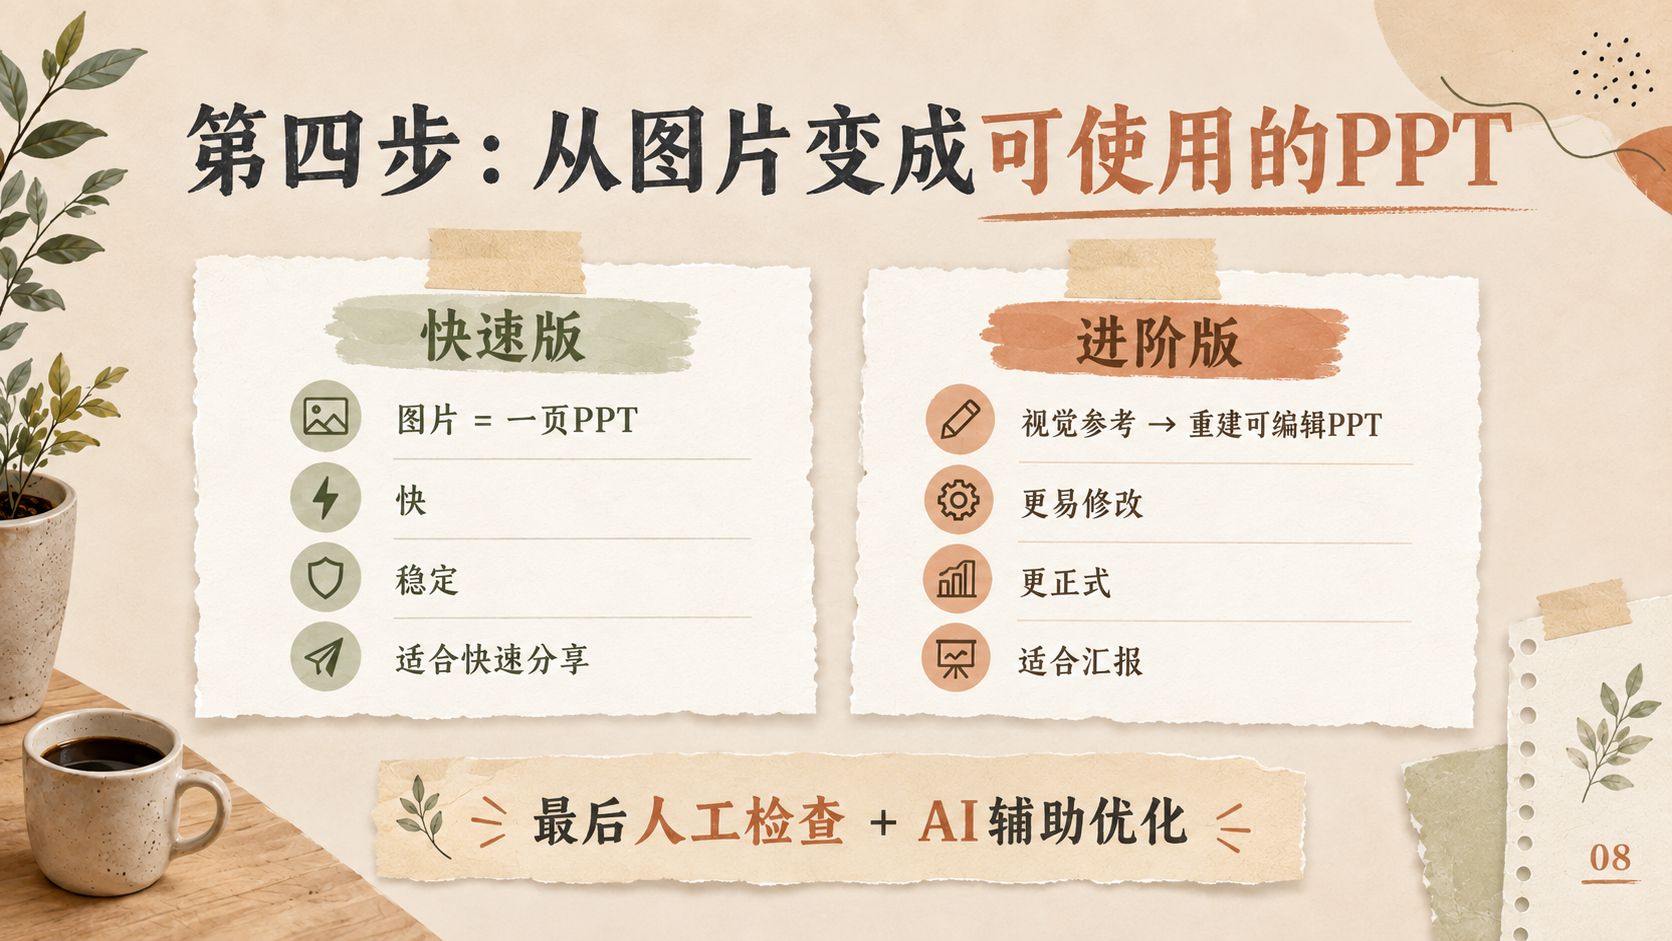 第四步：从图片变成可使用的PPT
快速版
图片 = 一页PPT
快
稳定
适合快速分享
进阶版
视觉参考 → 重建可编辑PPT
更易修改
更正式
适合汇报
最后人工检查 + AI辅助优化
08